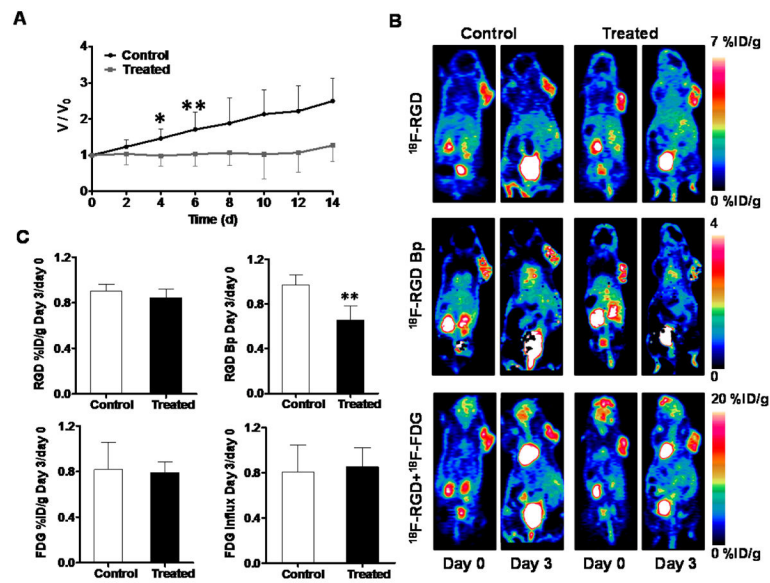 A
Control
Treated
V / V₀
4
3
2
1
0
*
**
0 2 4 6 8 10 12 14
Time (d)
B
Control Treated
7 %ID/g
¹⁸F-RGD
0 %ID/g
4
¹⁸F-RGD Bp
0
20 %ID/g
¹⁸F-RGD+¹⁸F-FDG
0 %ID/g
Day 0 Day 3 Day 0 Day 3
C
RGD %ID/g Day 3/day 0
1.2
0.8
0.4
0.0
Control Treated
RGD Bp Day 3/day 0
1.2
0.8
0.4
0.0
**
Control Treated
FDG %ID/g Day 3/day 0
1.2
0.8
0.4
0.0
Control Treated
FDG Influx Day 3/day 0
1.2
0.8
0.4
0.0
Control Treated